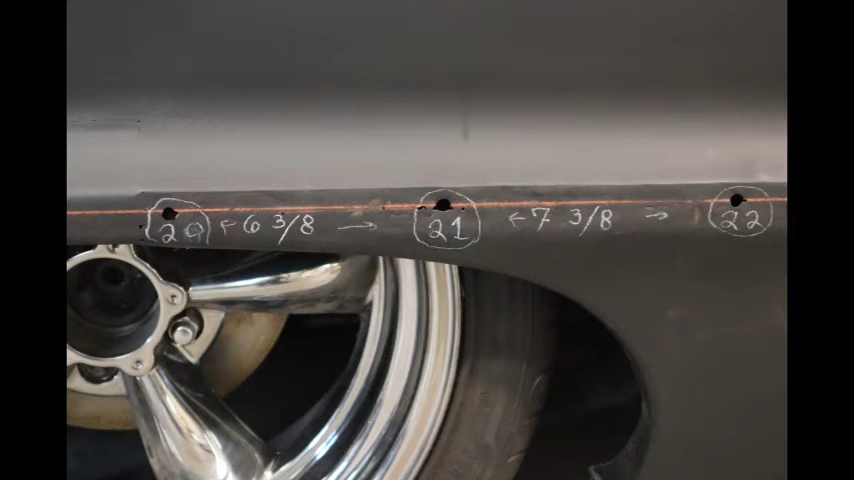 20 ← 6 3/8 → 21 ← 7 3/8 → 22